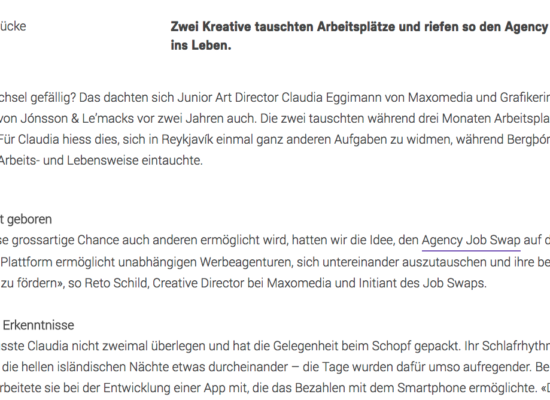 ücke
Zwei Kreative tauschten Arbeitsplätze und riefen so den Agency
ins Leben.
chsel gefällig? Das dachten sich Junior Art Director Claudia Eggimann von Maxomedia und Grafikerin
von Jónsson & Le'macks vor zwei Jahren auch. Die zwei tauschten während drei Monaten Arbeitspla
Für Claudia hiess dies, sich in Reykjavík einmal ganz anderen Aufgaben zu widmen, während Bergþór
Arbeits- und Lebensweise eintauchte.
t geboren
se grossartige Chance auch anderen ermöglicht wird, hatten wir die Idee, den Agency Job Swap auf d
Plattform ermöglicht unabhängigen Werbeagenturen, sich untereinander auszutauschen und ihre be
zu fördern», so Reto Schild, Creative Director bei Maxomedia und Initiant des Job Swaps.
Erkenntnisse
sste Claudia nicht zweimal überlegen und hat die Gelegenheit beim Schopf gepackt. Ihr Schlafrhythm
die hellen isländischen Nächte etwas durcheinander – die Tage wurden dafür umso aufregender. Be
rbeitete sie bei der Entwicklung einer App mit, die das Bezahlen mit dem Smartphone ermöglichte. «D